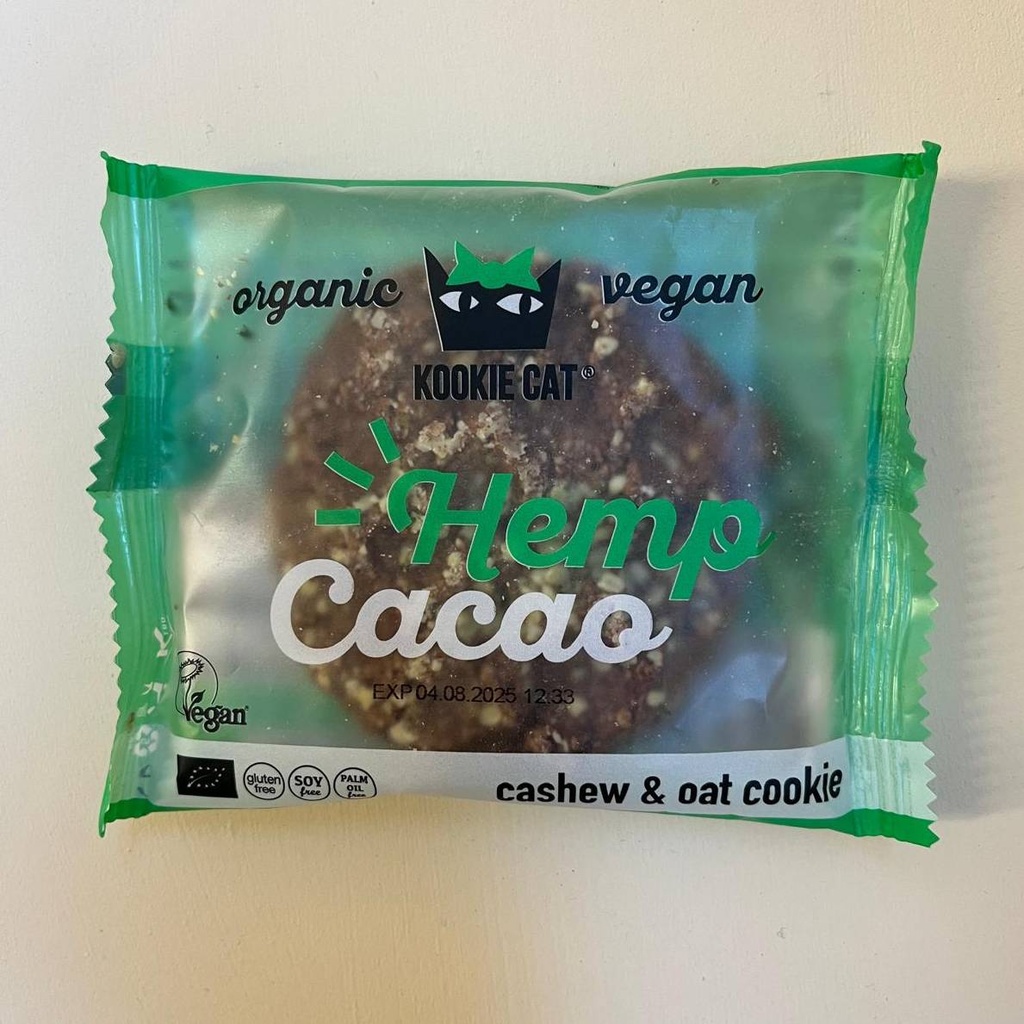 organic vegan
KOOKIE CAT®
Hemp
Cacao
EXP 04.08.2025 12:33
Vegan
gluten free
SOY free
PALM OIL free
cashew & oat cookie